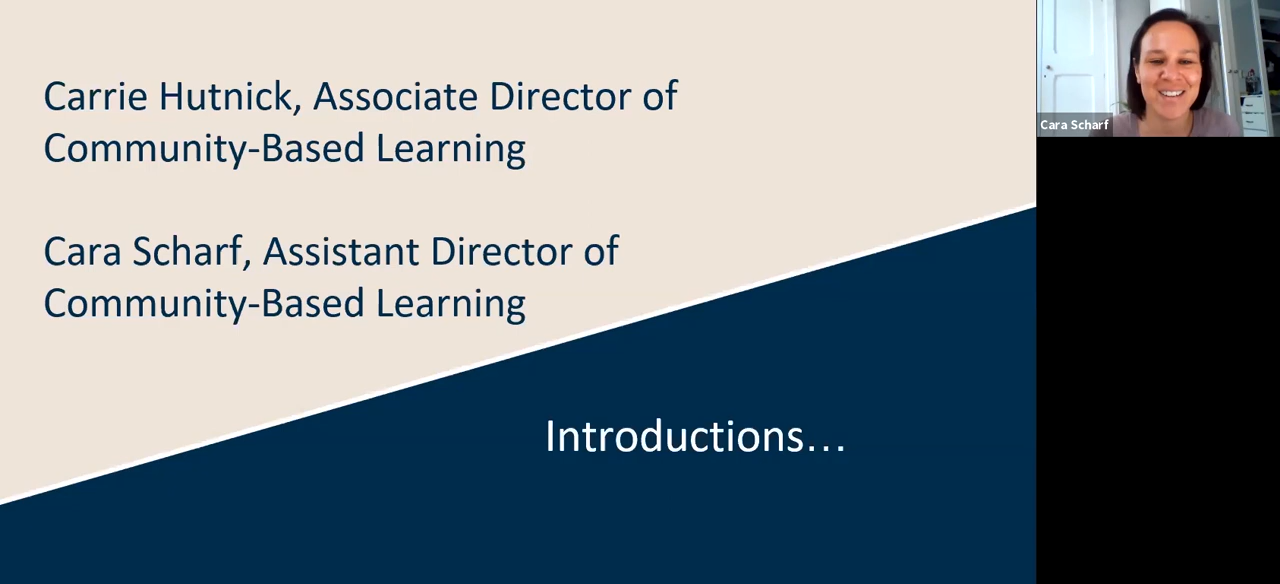 Carrie Hutnick, Associate Director of
Community-Based Learning
Cara Scharf, Assistant Director of
Community-Based Learning
Introductions…
Cara Scharf